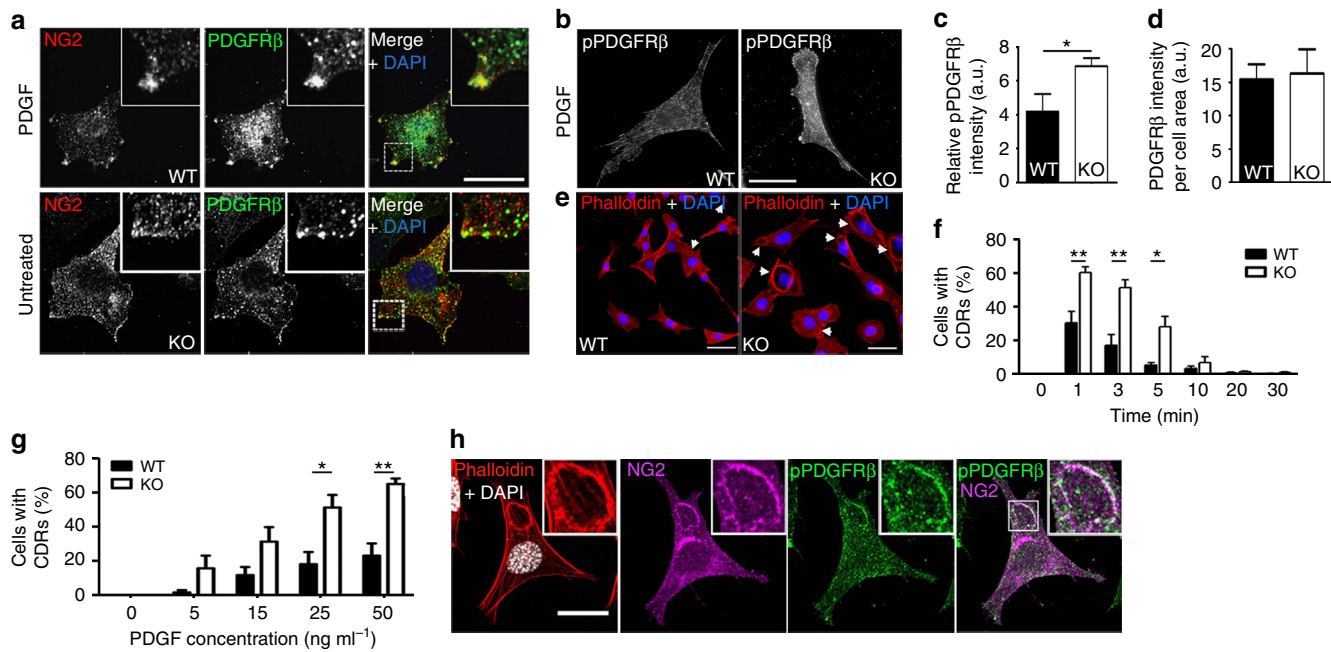 a
NG2
PDGFRβ
Merge
+ DAPI
PDGF
WT
NG2
PDGFRβ
Merge
+ DAPI
Untreated
KO
b
pPDGFRβ
pPDGFRβ
PDGF
WT
KO
c
Relative pPDGFRβ
intensity (a.u.)
*
8
6
4
2
0
WT
KO
d
PDGFRβ intensity
per cell area (a.u.)
20
15
10
5
0
WT
KO
e
Phalloidin + DAPI
Phalloidin + DAPI
WT
KO
f
Cells with
CDRs (%)
80
60
40
20
0
** ** *
WT
KO
0 1 3 5 10 20 30
Time (min)
g
Cells with
CDRs (%)
80
60
40
20
0
WT
KO
* **
0 5 15 25 50
PDGF concentration (ng ml⁻¹)
h
Phalloidin
+ DAPI
NG2
pPDGFRβ
pPDGFRβ
NG2